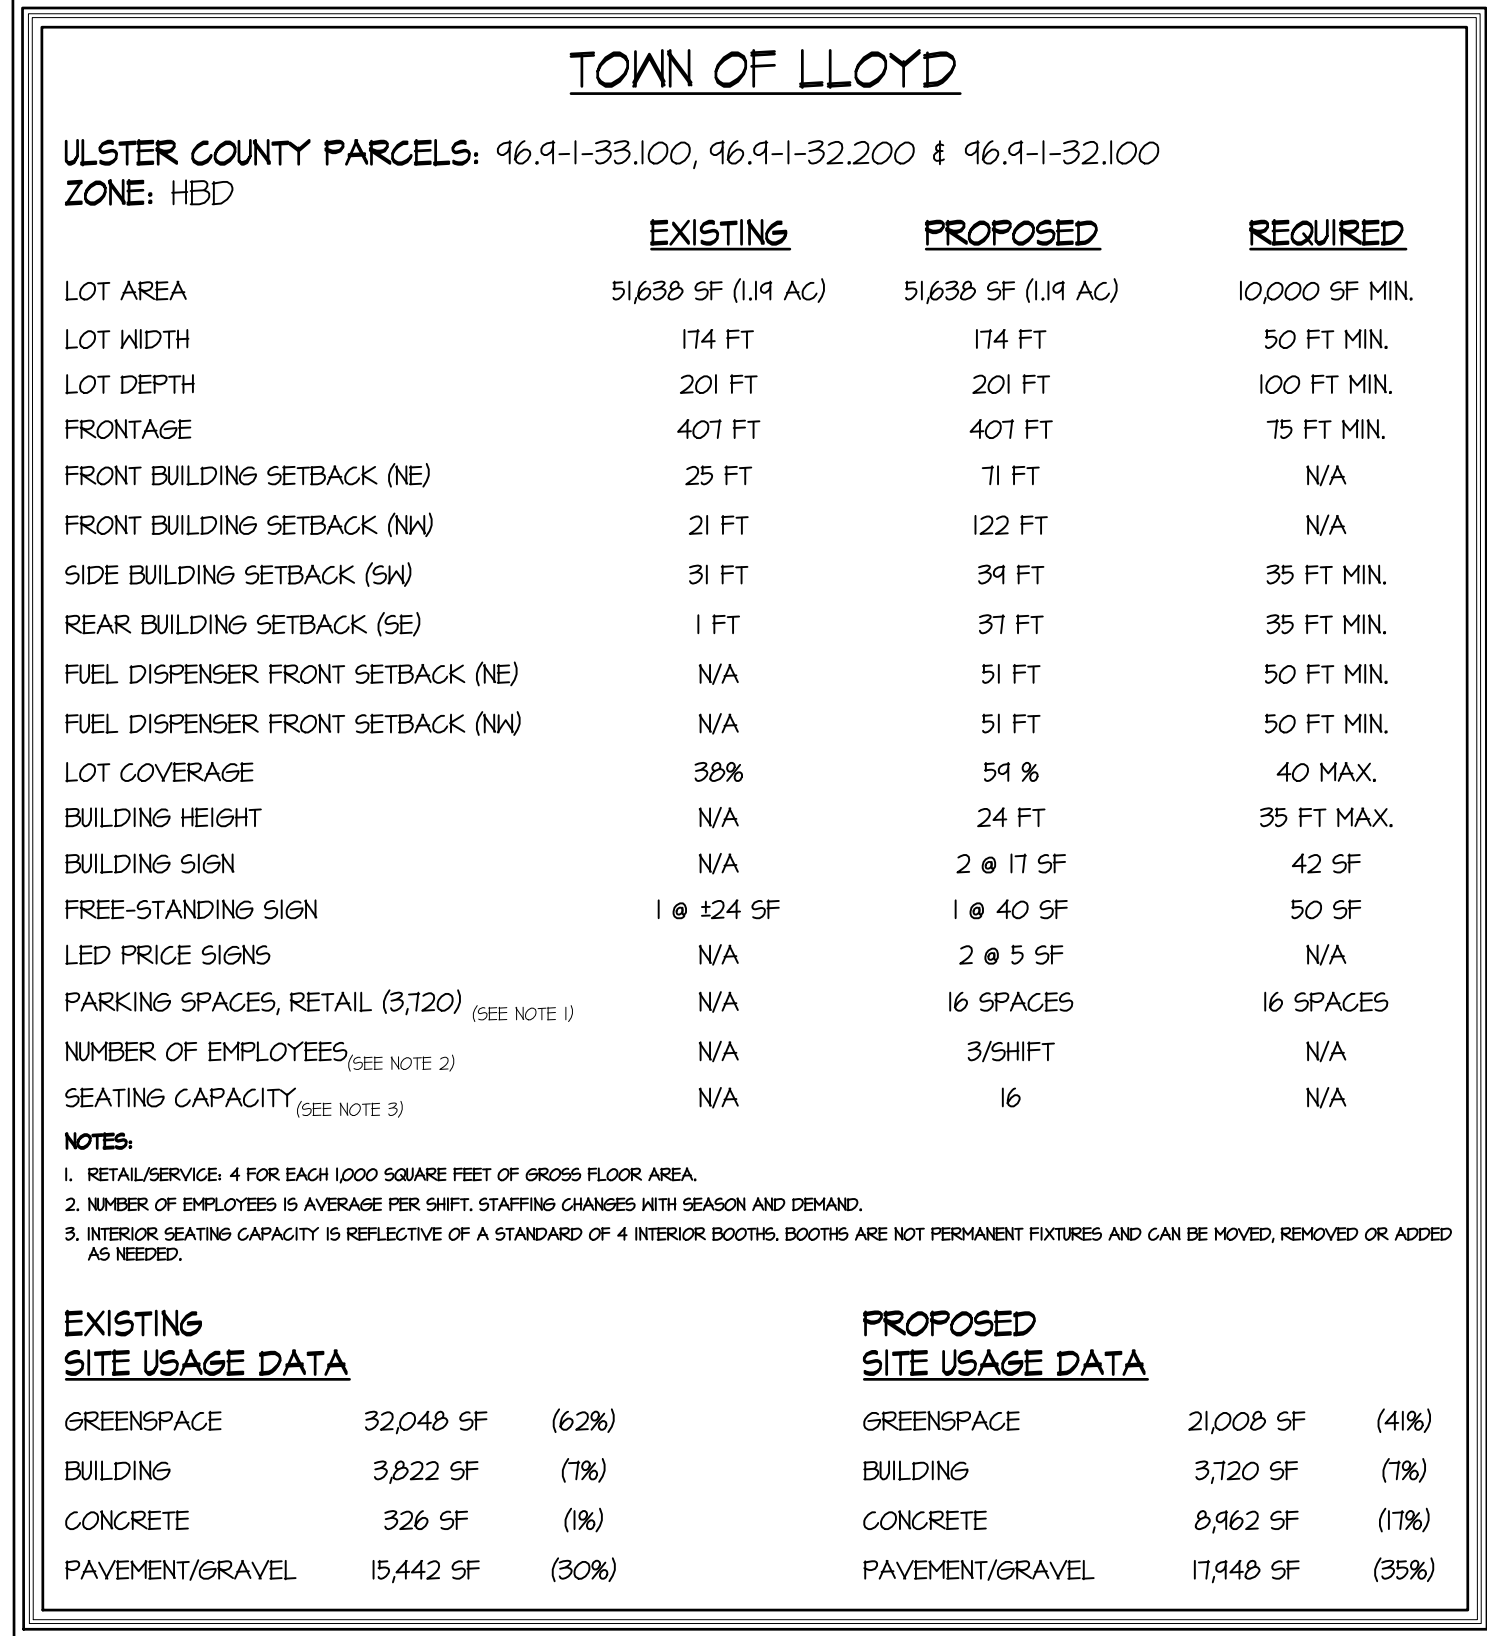 TOWN OF LLOYD
ULSTER COUNTY PARCELS: 96.9-1-33.100, 96.9-1-32.200 & 96.9-1-32.100
ZONE: HBD
EXISTING PROPOSED REQUIRED
LOT AREA 51,638 SF (1.19 AC) 51,638 SF (1.19 AC) 10,000 SF MIN.
LOT WIDTH 174 FT 174 FT 50 FT MIN.
LOT DEPTH 201 FT 201 FT 100 FT MIN.
FRONTAGE 407 FT 407 FT 75 FT MIN.
FRONT BUILDING SETBACK (NE) 25 FT 71 FT N/A
FRONT BUILDING SETBACK (NW) 21 FT 122 FT N/A
SIDE BUILDING SETBACK (SW) 31 FT 39 FT 35 FT MIN.
REAR BUILDING SETBACK (SE) 1 FT 37 FT 35 FT MIN.
FUEL DISPENSER FRONT SETBACK (NE) N/A 51 FT 50 FT MIN.
FUEL DISPENSER FRONT SETBACK (NW) N/A 51 FT 50 FT MIN.
LOT COVERAGE 38% 59 % 40 MAX.
BUILDING HEIGHT N/A 24 FT 35 FT MAX.
BUILDING SIGN N/A 2 @ 17 SF 42 SF
FREE-STANDING SIGN 1 @ ±24 SF 1 @ 40 SF 50 SF
LED PRICE SIGNS N/A 2 @ 5 SF N/A
PARKING SPACES, RETAIL (3,720) (SEE NOTE 1) N/A 16 SPACES 16 SPACES
NUMBER OF EMPLOYEES (SEE NOTE 2) N/A 3/SHIFT N/A
SEATING CAPACITY (SEE NOTE 3) N/A 16 N/A
NOTES:
1. RETAIL/SERVICE: 4 FOR EACH 1,000 SQUARE FEET OF GROSS FLOOR AREA.
2. NUMBER OF EMPLOYEES IS AVERAGE PER SHIFT. STAFFING CHANGES WITH SEASON AND DEMAND.
3. INTERIOR SEATING CAPACITY IS REFLECTIVE OF A STANDARD OF 4 INTERIOR BOOTHS. BOOTHS ARE NOT PERMANENT FIXTURES AND CAN BE MOVED, REMOVED OR ADDED
AS NEEDED.
EXISTING PROPOSED
SITE USAGE DATA SITE USAGE DATA
GREENSPACE 32,048 SF (62%) GREENSPACE 21,008 SF (41%)
BUILDING 3,822 SF (7%) BUILDING 3,720 SF (7%)
CONCRETE 326 SF (1%) CONCRETE 8,962 SF (17%)
PAVEMENT/GRAVEL 15,442 SF (30%) PAVEMENT/GRAVEL 17,948 SF (35%)